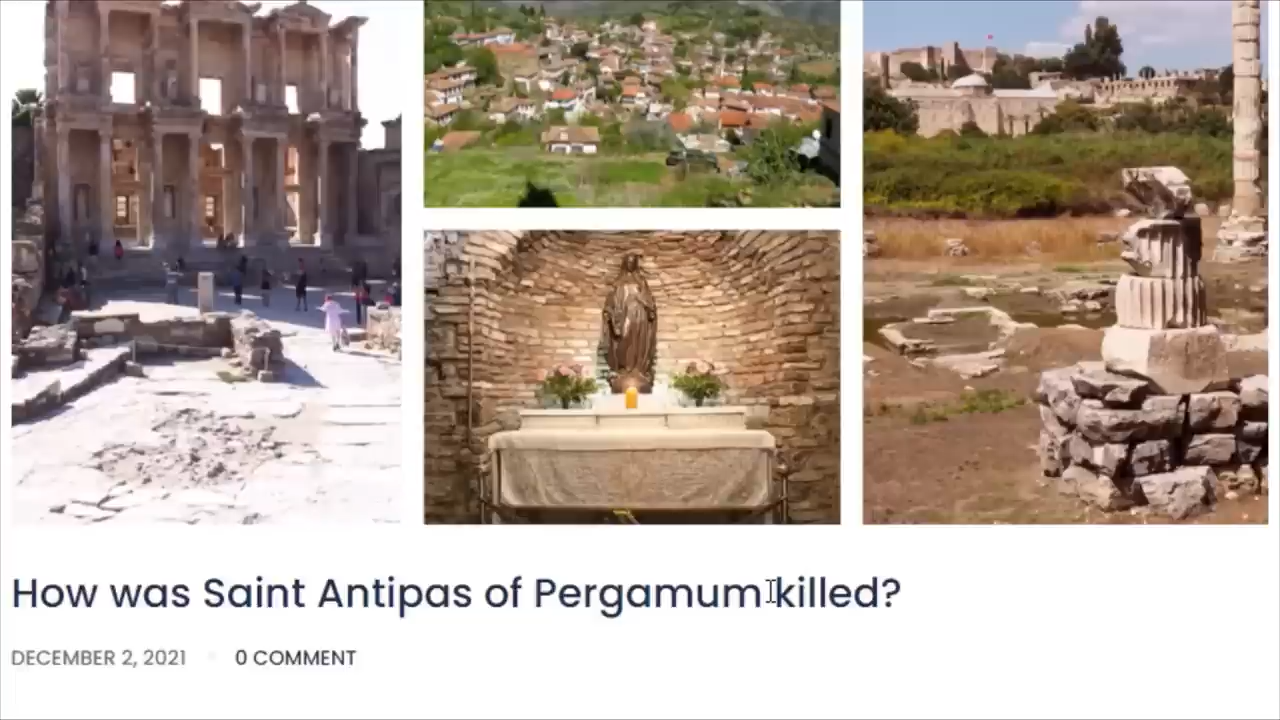 How was Saint Antipas of Pergamum killed?
DECEMBER 2, 2021 0 COMMENT